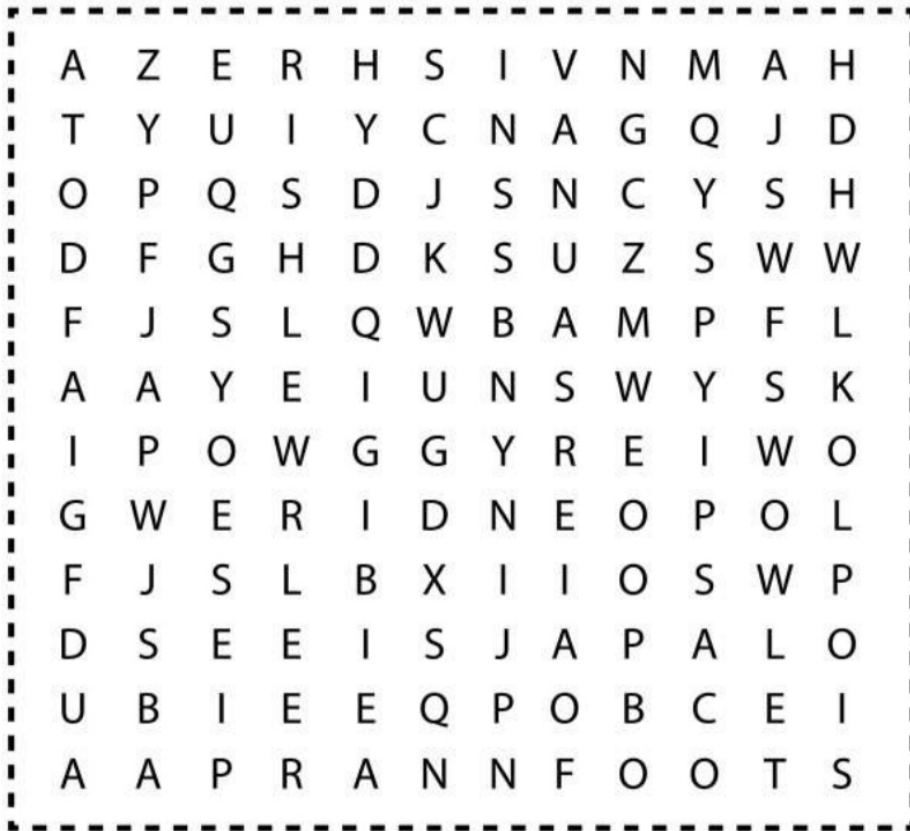 A Z E R H S I V N M A H
T Y U I Y C N A G Q J D
O P Q S D J S N C Y S H
D F G H D K S U Z S W W
F J S L Q W B A M P F L
A A Y E I U N S W Y S K
I P O W G G Y R E I W O
G W E R I D N E O P O L
F J S L B X I I O S W P
D S E E I S J A P A L O
U B I E E Q P O B C E I
A A P R A N N F O O T S